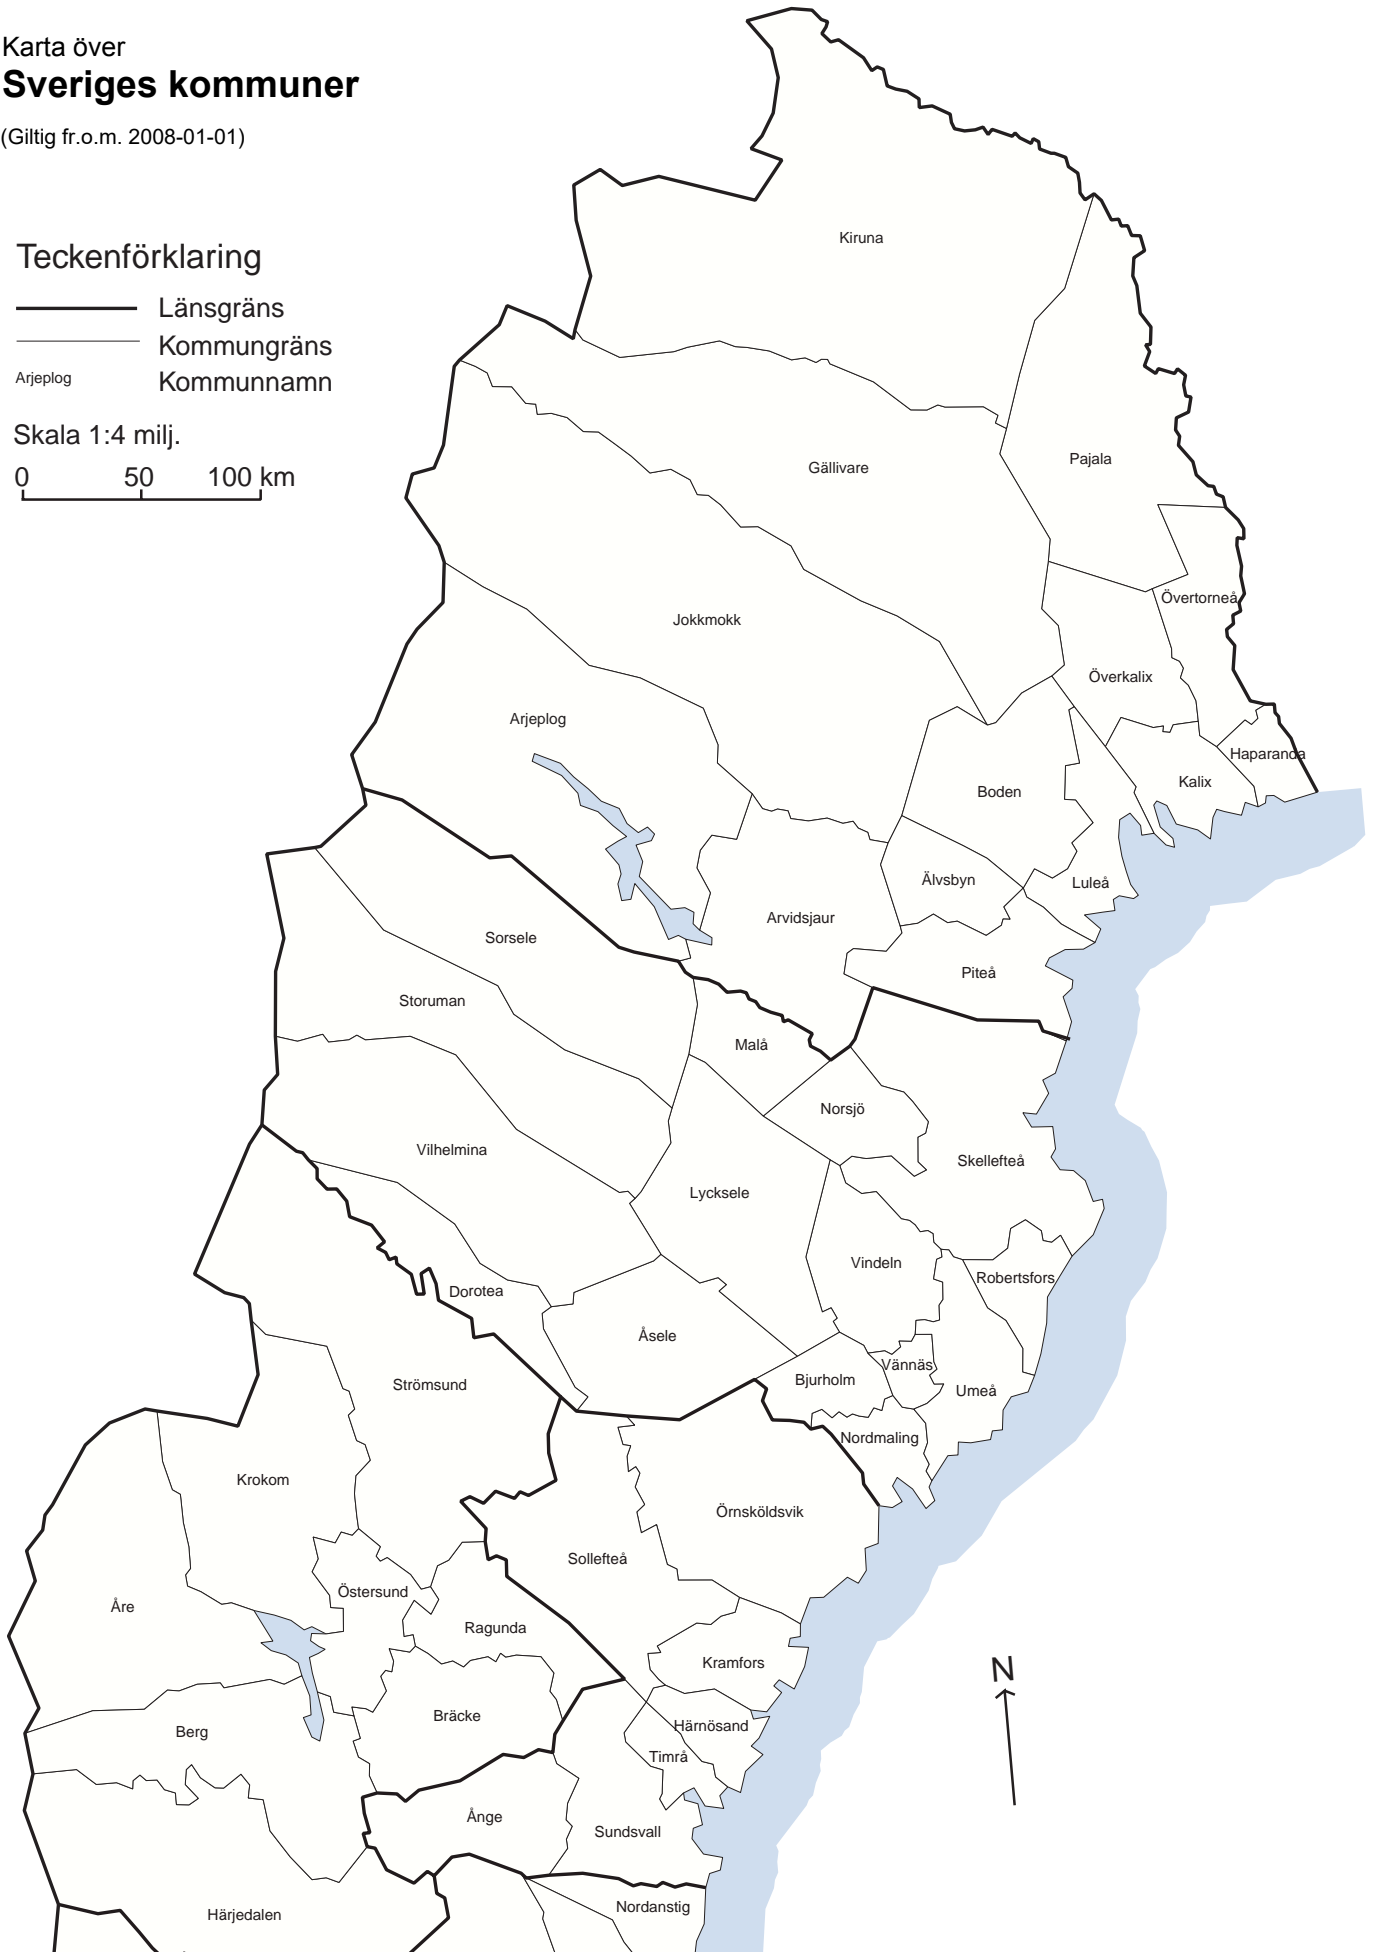 Karta över
Sveriges kommuner
(Giltig fr.o.m. 2008-01-01)
Teckenförklaring
Länsgräns
Kommungräns
Arjeplog Kommunnamn
Skala 1:4 milj.
0 50 100 km
Kiruna
Pajala
Gällivare
Övertorneå
Jokkmokk
Överkalix
Arjeplog
Haparanda
Kalix
Boden
Älvsbyn
Luleå
Arvidsjaur
Sorsele
Piteå
Storuman
Malå
Norsjö
Vilhelmina
Skellefteå
Lycksele
Vindeln
Robertsfors
Dorotea
Åsele
Vännäs
Bjurholm
Strömsund
Umeå
Nordmaling
Krokom
Örnsköldsvik
Sollefteå
Östersund
Åre
Ragunda
Kramfors
N
Bräcke
Härnösand
Berg
Timrå
Ånge
Sundsvall
Nordanstig
Härjedalen